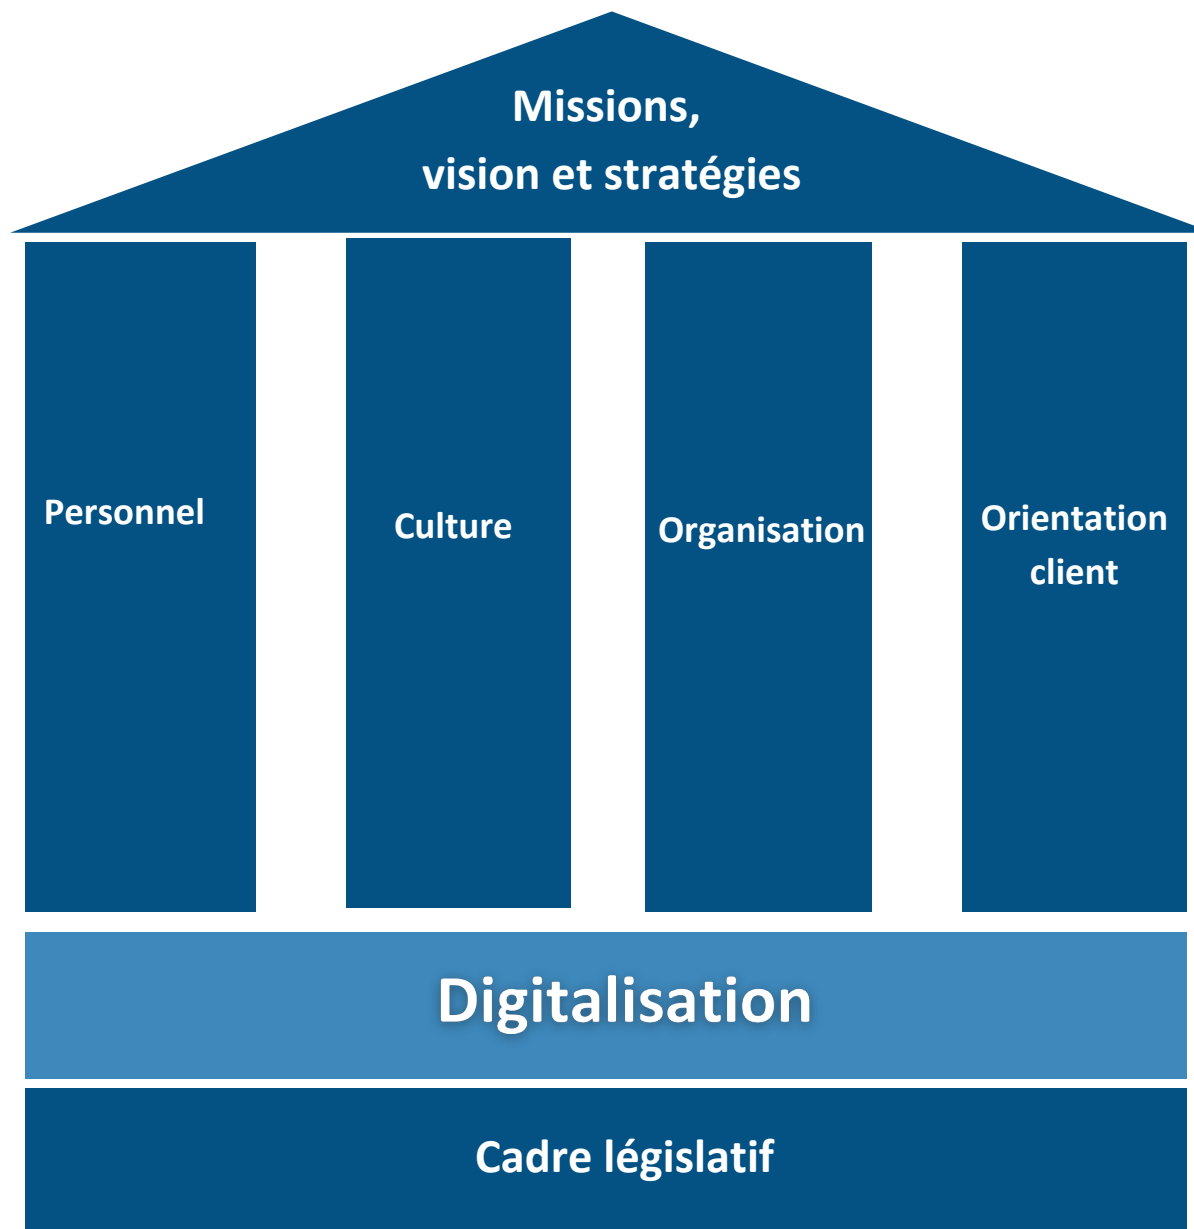 Missions,
vision et stratégies
Personnel
Culture
Organisation
Orientation
client
Digitalisation
Cadre législatif